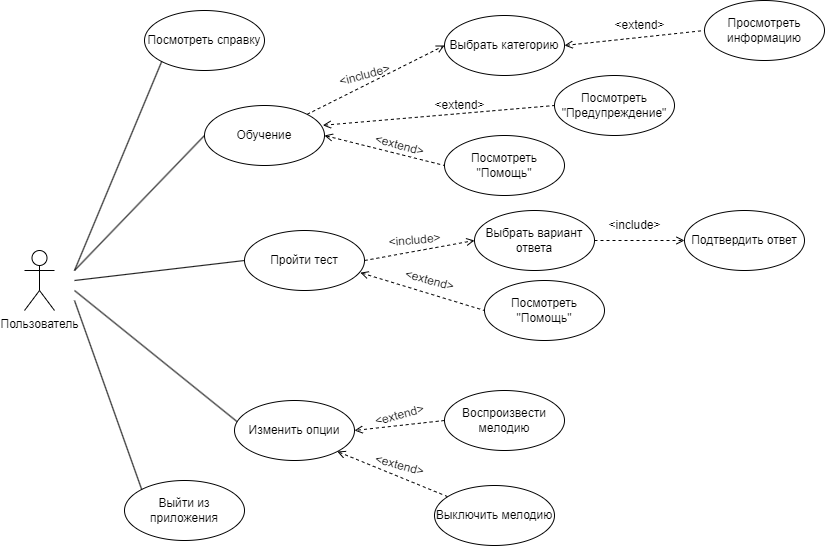 Посмотреть справку
<extend>
Просмотреть
информацию
Выбрать категорию
<include>
Обучение
<extend>
Посмотреть
"Предупреждение"
<extend>
Посмотреть
"Помощь"
Пользователь
Пройти тест
<include>
Выбрать вариант
ответа
<include>
Подтвердить ответ
<extend>
Посмотреть
"Помощь"
Изменить опции
<extend>
Воспроизвести
мелодию
<extend>
Выключить мелодию
Выйти из
приложения